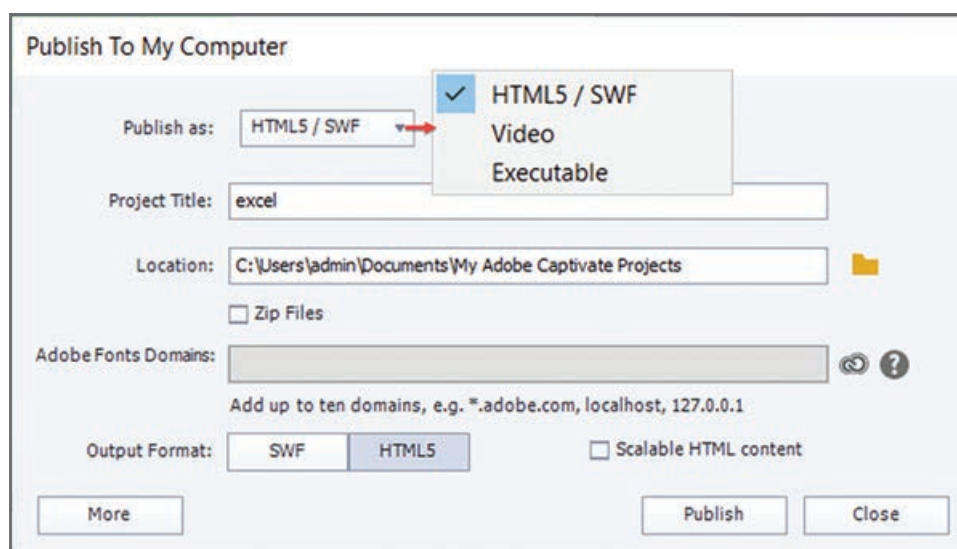 Publish To My Computer
HTML5 / SWF
Video
Executable
Publish as: HTML5 / SWF
Project Title: excel
Location: C:\Users\admin\Documents\My Adobe Captivate Projects
Zip Files
Adobe Fonts Domains:
Add up to ten domains, e.g. *.adobe.com, localhost, 127.0.0.1
Output Format: SWF HTML5 Scalable HTML content
More Publish Close